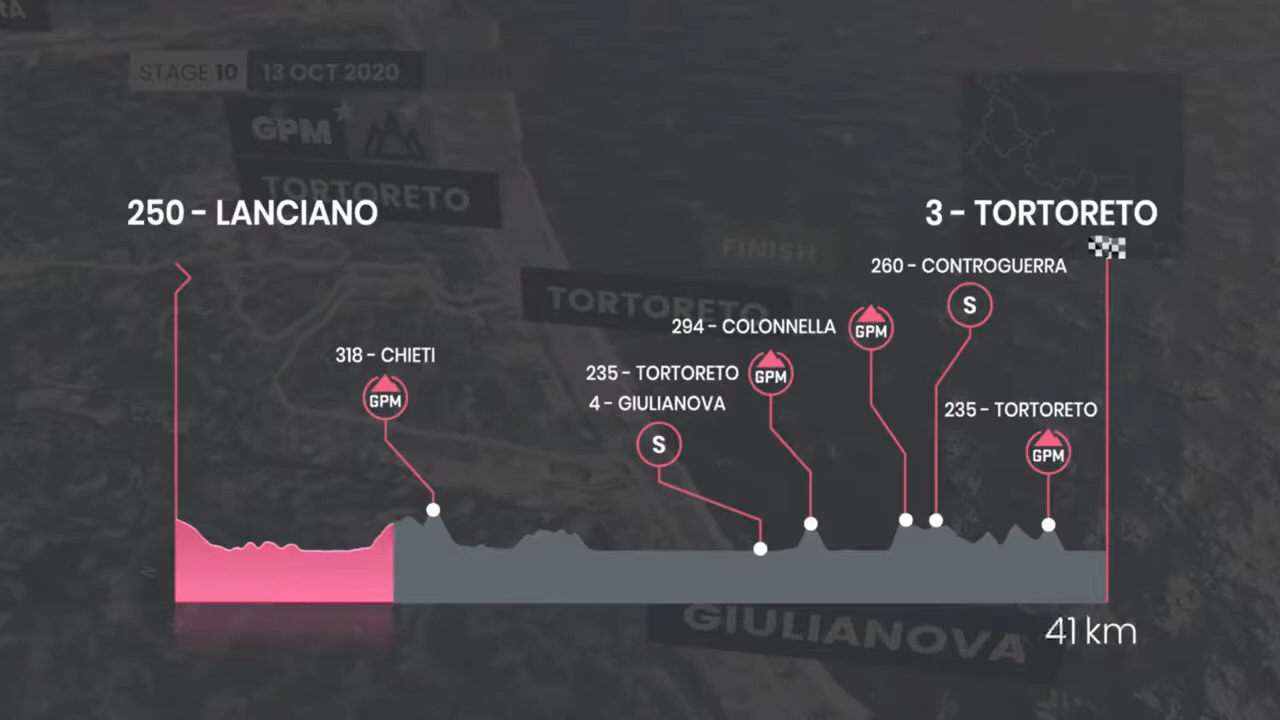 RA
STAGE 10 13 OCT 2020
GPM
TORTORETO
250 - LANCIANO
3 - TORTORETO
FINISH
260 - CONTROGUERRA
S
TORTORETO
294 - COLONNELLA
GPM
318 - CHIETI
GPM
235 - TORTORETO
GPM
4 - GIULIANOVA
S
235 - TORTORETO
GPM
GIULIANOVA
41 km